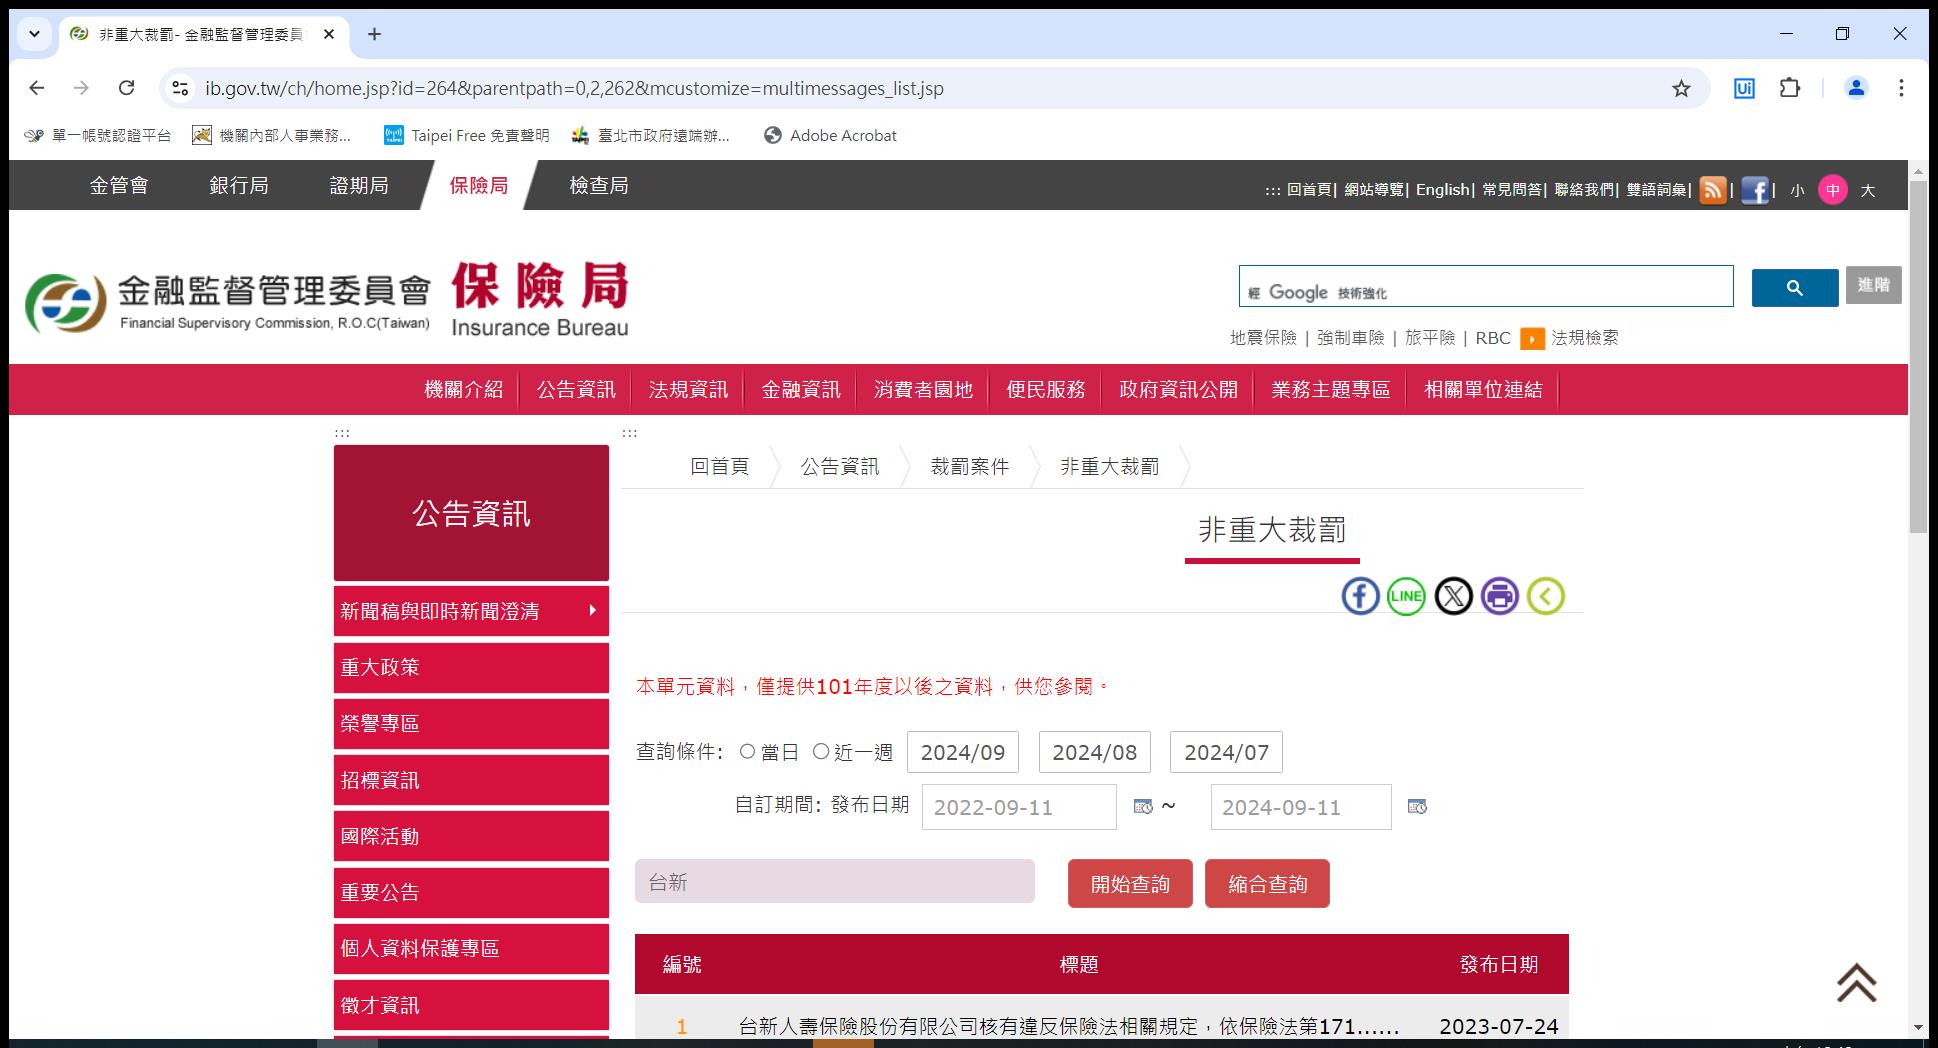 非重大裁罰- 金融監督管理委員
ib.gov.tw/ch/home.jsp?id=264&parentpath=0,2,262&mcustomize=multimessages_list.jsp
單一帳號認證平台 機關內部人事業務... Taipei Free 免責聲明 臺北市政府遠端辦... Adobe Acrobat
金管會 銀行局 證期局 保險局 檢查局
::: 回首頁| 網站導覽| English| 常見問答| 聯絡我們| 雙語詞彙| | | 小 中 大
金融監督管理委員會 保險局
Financial Supervisory Commission, R.O.C(Taiwan) Insurance Bureau
經 Google 技術強化 進階
地震保險 | 強制車險 | 旅平險 | RBC 法規檢索
機關介紹 公告資訊 法規資訊 金融資訊 消費者園地 便民服務 政府資訊公開 業務主題專區 相關單位連結
::: :::
公告資訊
新聞稿與即時新聞澄清
重大政策
榮譽專區
招標資訊
國際活動
重要公告
個人資料保護專區
徵才資訊
回首頁 公告資訊 裁罰案件 非重大裁罰
非重大裁罰
LINE
本單元資料，僅提供101年度以後之資料，供您參閱。
查詢條件: 當日 近一週 2024/09 2024/08 2024/07
自訂期間: 發布日期 2022-09-11 ~ 2024-09-11
台新 開始查詢 縮合查詢
編號 標題 發布日期
1 台新人壽保險股份有限公司核有違反保險法相關規定，依保險法第171...... 2023-07-24